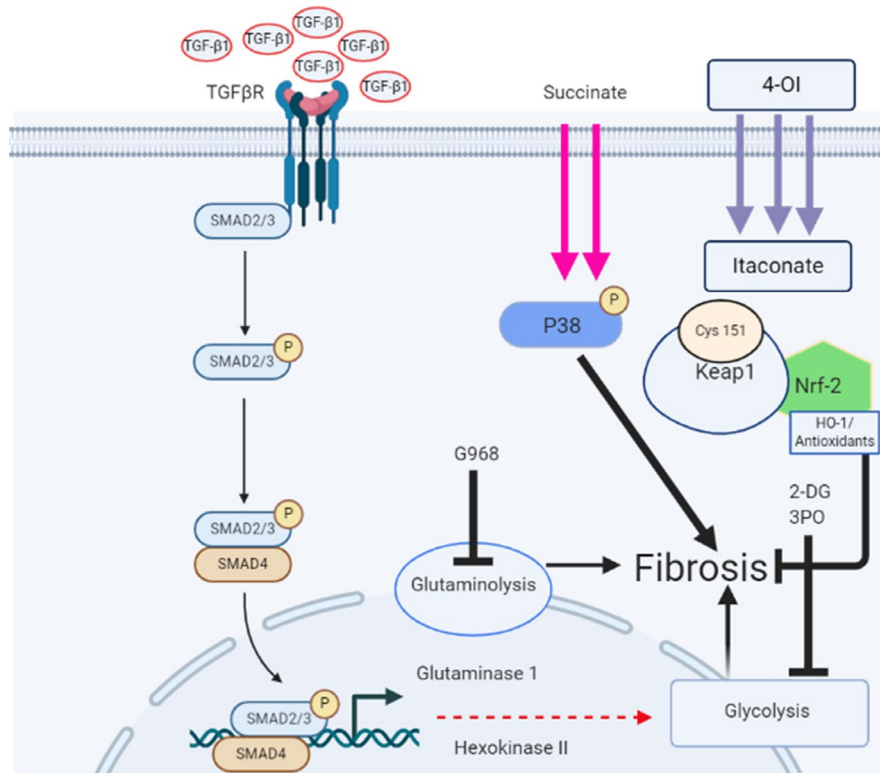 TGF-β1
TGF-β1
TGF-β1
TGF-β1
TGF-β1
TGF-β1
TGFβR
Succinate
4-OI
SMAD2/3
Itaconate
P
P38
Cys 151
Keap1
Nrf-2
HO-1/
Antioxidants
P
SMAD2/3
G968
2-DG
3PO
P
SMAD2/3
SMAD4
Glutaminolysis
Fibrosis
Glutaminase 1
P
SMAD2/3
SMAD4
Hexokinase II
Glycolysis